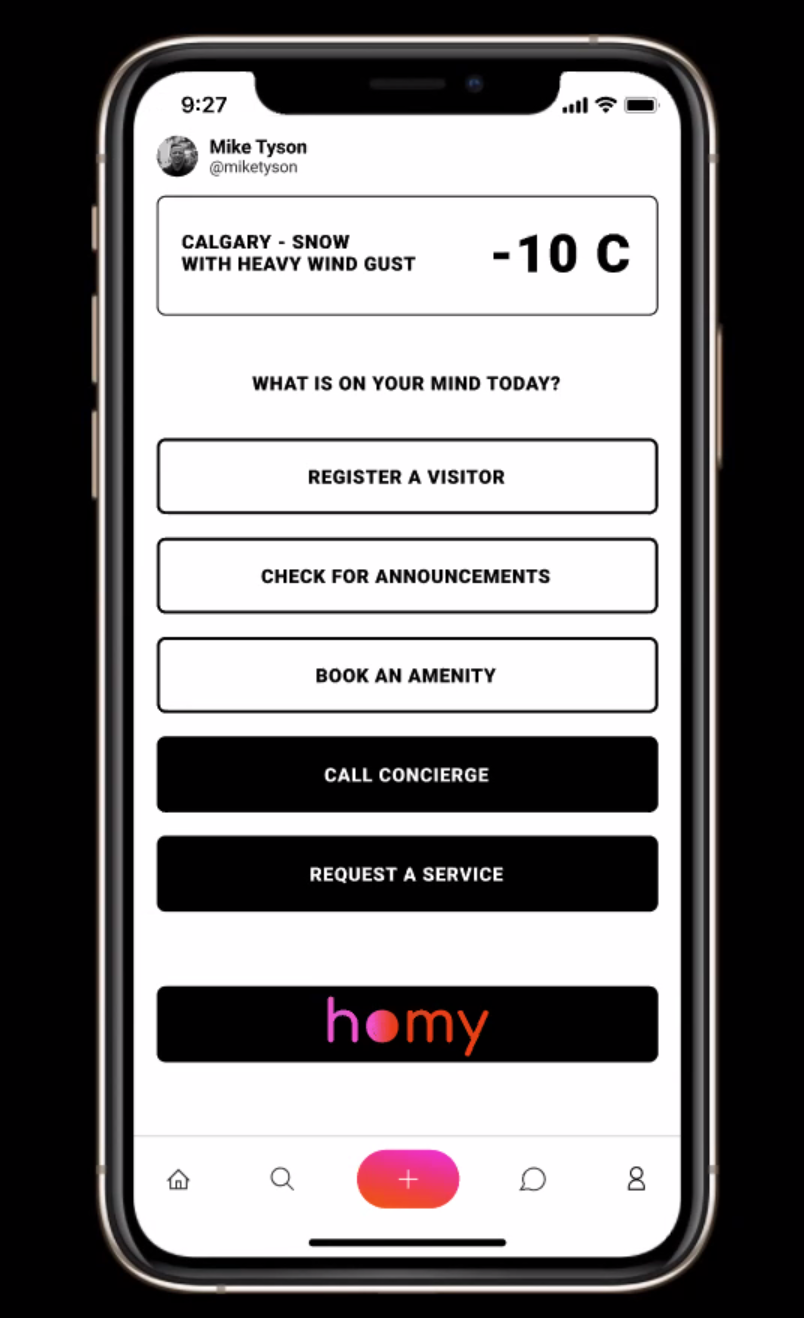 9:27
Mike Tyson
@miketyson
CALGARY - SNOW
WITH HEAVY WIND GUST
-10 C
WHAT IS ON YOUR MIND TODAY?
REGISTER A VISITOR
CHECK FOR ANNOUNCEMENTS
BOOK AN AMENITY
CALL CONCIERGE
REQUEST A SERVICE
homy
+